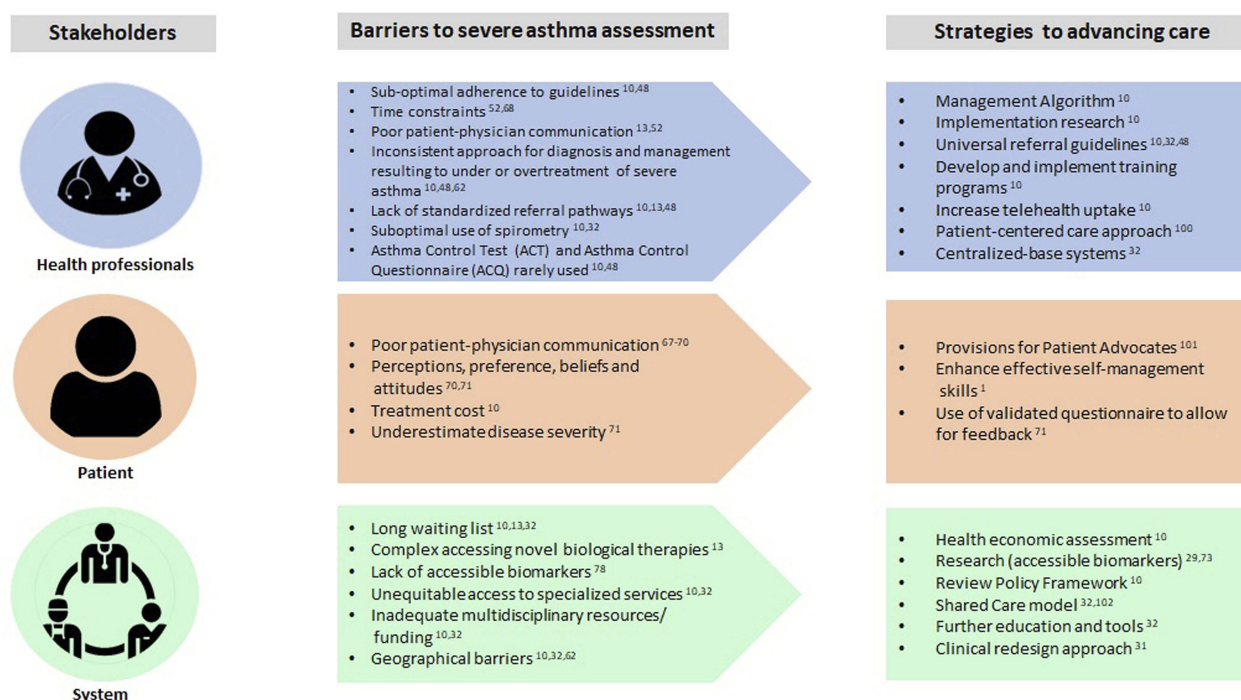 Stakeholders
Barriers to severe asthma assessment
Strategies to advancing care
Health professionals
• Sub-optimal adherence to guidelines 10,48
• Time constraints 52,68
• Poor patient-physician communication 13,52
• Inconsistent approach for diagnosis and management
resulting to under or overtreatment of severe
asthma 10,48,62
• Lack of standardized referral pathways 10,13,48
• Suboptimal use of spirometry 10,32
• Asthma Control Test (ACT) and Asthma Control
Questionnaire (ACQ) rarely used 10,48
• Management Algorithm 10
• Implementation research 10
• Universal referral guidelines 10,32,48
• Develop and implement training
programs 10
• Increase telehealth uptake 10
• Patient-centered care approach 100
• Centralized-base systems 32
Patient
• Poor patient-physician communication 67-70
• Perceptions, preference, beliefs and
attitudes 70,71
• Treatment cost 10
• Underestimate disease severity 71
• Provisions for Patient Advocates 101
• Enhance effective self-management
skills 1
• Use of validated questionnaire to allow
for feedback 71
System
• Long waiting list 10,13,32
• Complex accessing novel biological therapies 13
• Lack of accessible biomarkers 78
• Unequitable access to specialized services 10,32
• Inadequate multidisciplinary resources/
funding 10,32
• Geographical barriers 10,32,62
• Health economic assessment 10
• Research (accessible biomarkers) 29,73
• Review Policy Framework 10
• Shared Care model 32,102
• Further education and tools 32
• Clinical redesign approach 31